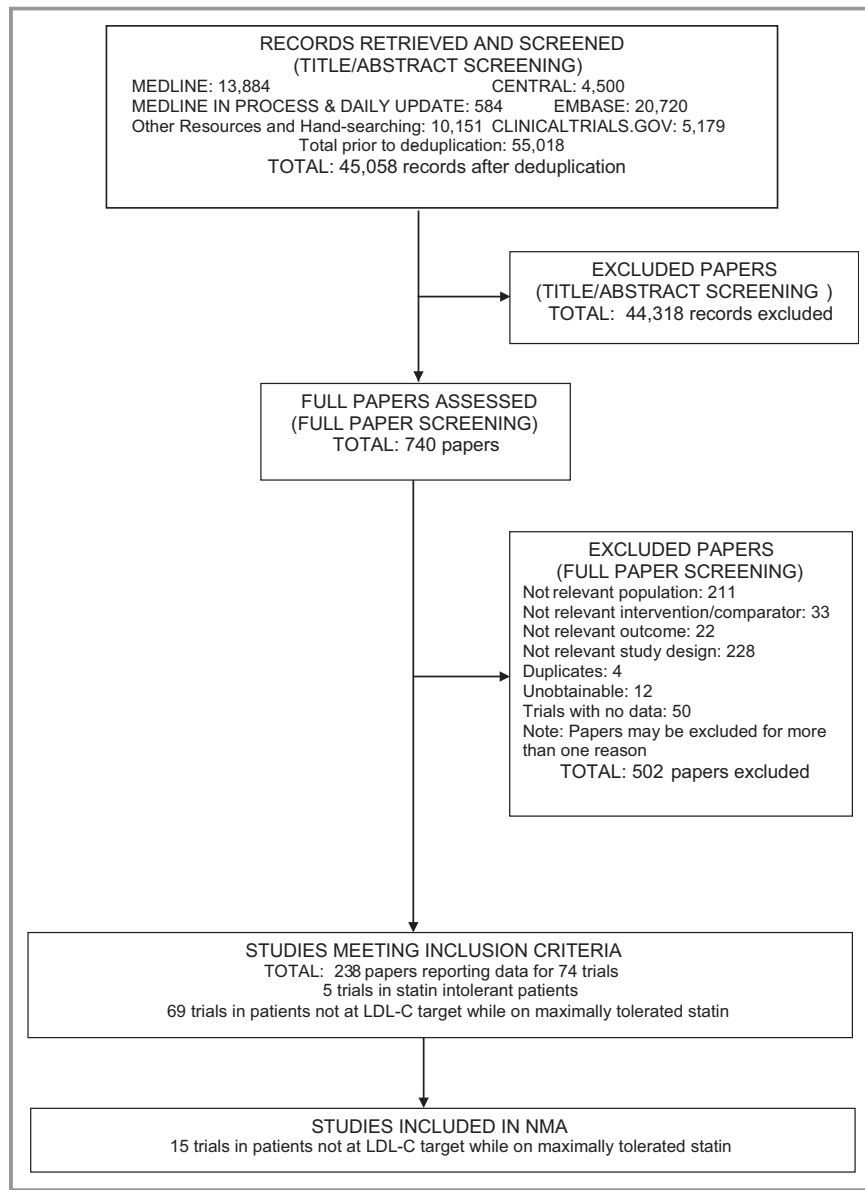 RECORDS RETRIEVED AND SCREENED
(TITLE/ABSTRACT SCREENING)
MEDLINE: 13,884 CENTRAL: 4,500
MEDLINE IN PROCESS & DAILY UPDATE: 584 EMBASE: 20,720
Other Resources and Hand-searching: 10,151 CLINICALTRIALS.GOV: 5,179
Total prior to deduplication: 55,018
TOTAL: 45,058 records after deduplication
EXCLUDED PAPERS
(TITLE/ABSTRACT SCREENING )
TOTAL: 44,318 records excluded
FULL PAPERS ASSESSED
(FULL PAPER SCREENING)
TOTAL: 740 papers
EXCLUDED PAPERS
(FULL PAPER SCREENING)
Not relevant population: 211
Not relevant intervention/comparator: 33
Not relevant outcome: 22
Not relevant study design: 228
Duplicates: 4
Unobtainable: 12
Trials with no data: 50
Note: Papers may be excluded for more
than one reason
TOTAL: 502 papers excluded
STUDIES MEETING INCLUSION CRITERIA
TOTAL: 238 papers reporting data for 74 trials
5 trials in statin intolerant patients
69 trials in patients not at LDL-C target while on maximally tolerated statin
STUDIES INCLUDED IN NMA
15 trials in patients not at LDL-C target while on maximally tolerated statin